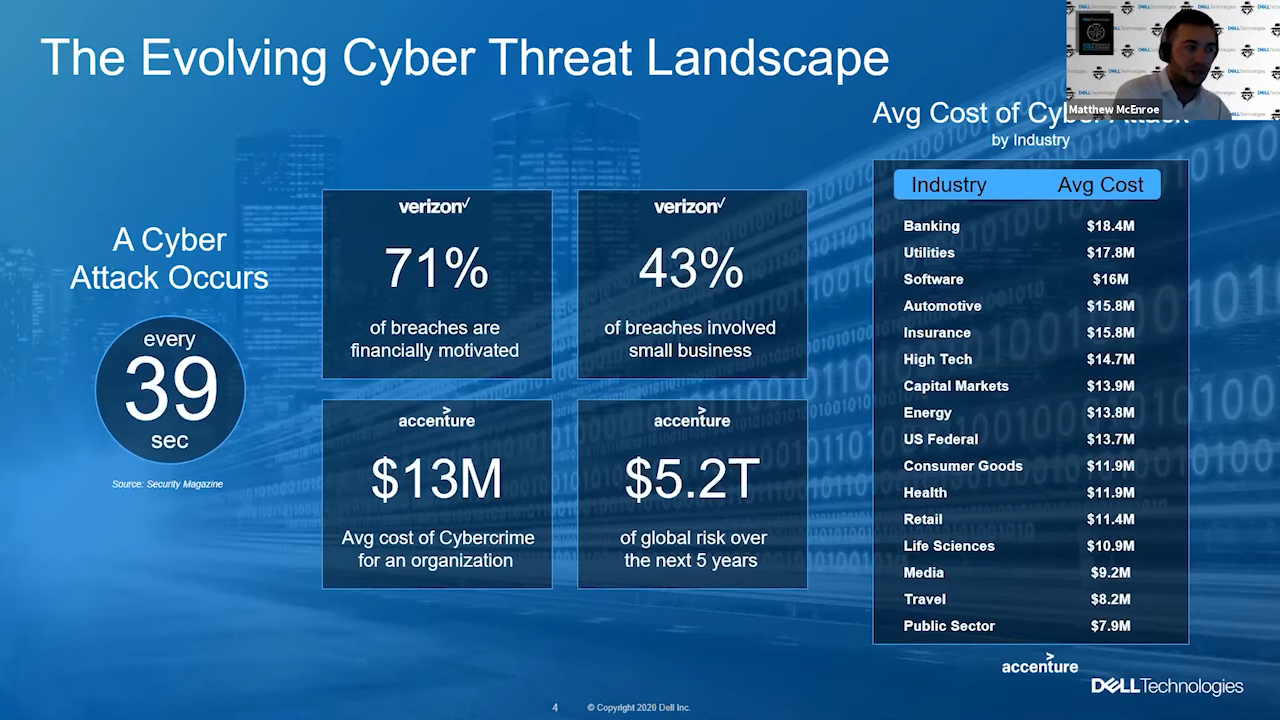 The Evolving Cyber Threat Landscape
Matthew McEnroe
Avg Cost of Cyber Attack
by Industry
A Cyber
Attack Occurs
every
39
sec
Source: Security Magazine
verizon✓
71%
of breaches are
financially motivated
verizon✓
43%
of breaches involved
small business
accenture
$13M
Avg cost of Cybercrime
for an organization
accenture
$5.2T
of global risk over
the next 5 years
Industry Avg Cost
Banking $18.4M
Utilities $17.8M
Software $16M
Automotive $15.8M
Insurance $15.8M
High Tech $14.7M
Capital Markets $13.9M
Energy $13.8M
US Federal $13.7M
Consumer Goods $11.9M
Health $11.9M
Retail $11.4M
Life Sciences $10.9M
Media $9.2M
Travel $8.2M
Public Sector $7.9M
accenture
DELLTechnologies
4 © Copyright 2020 Dell Inc.